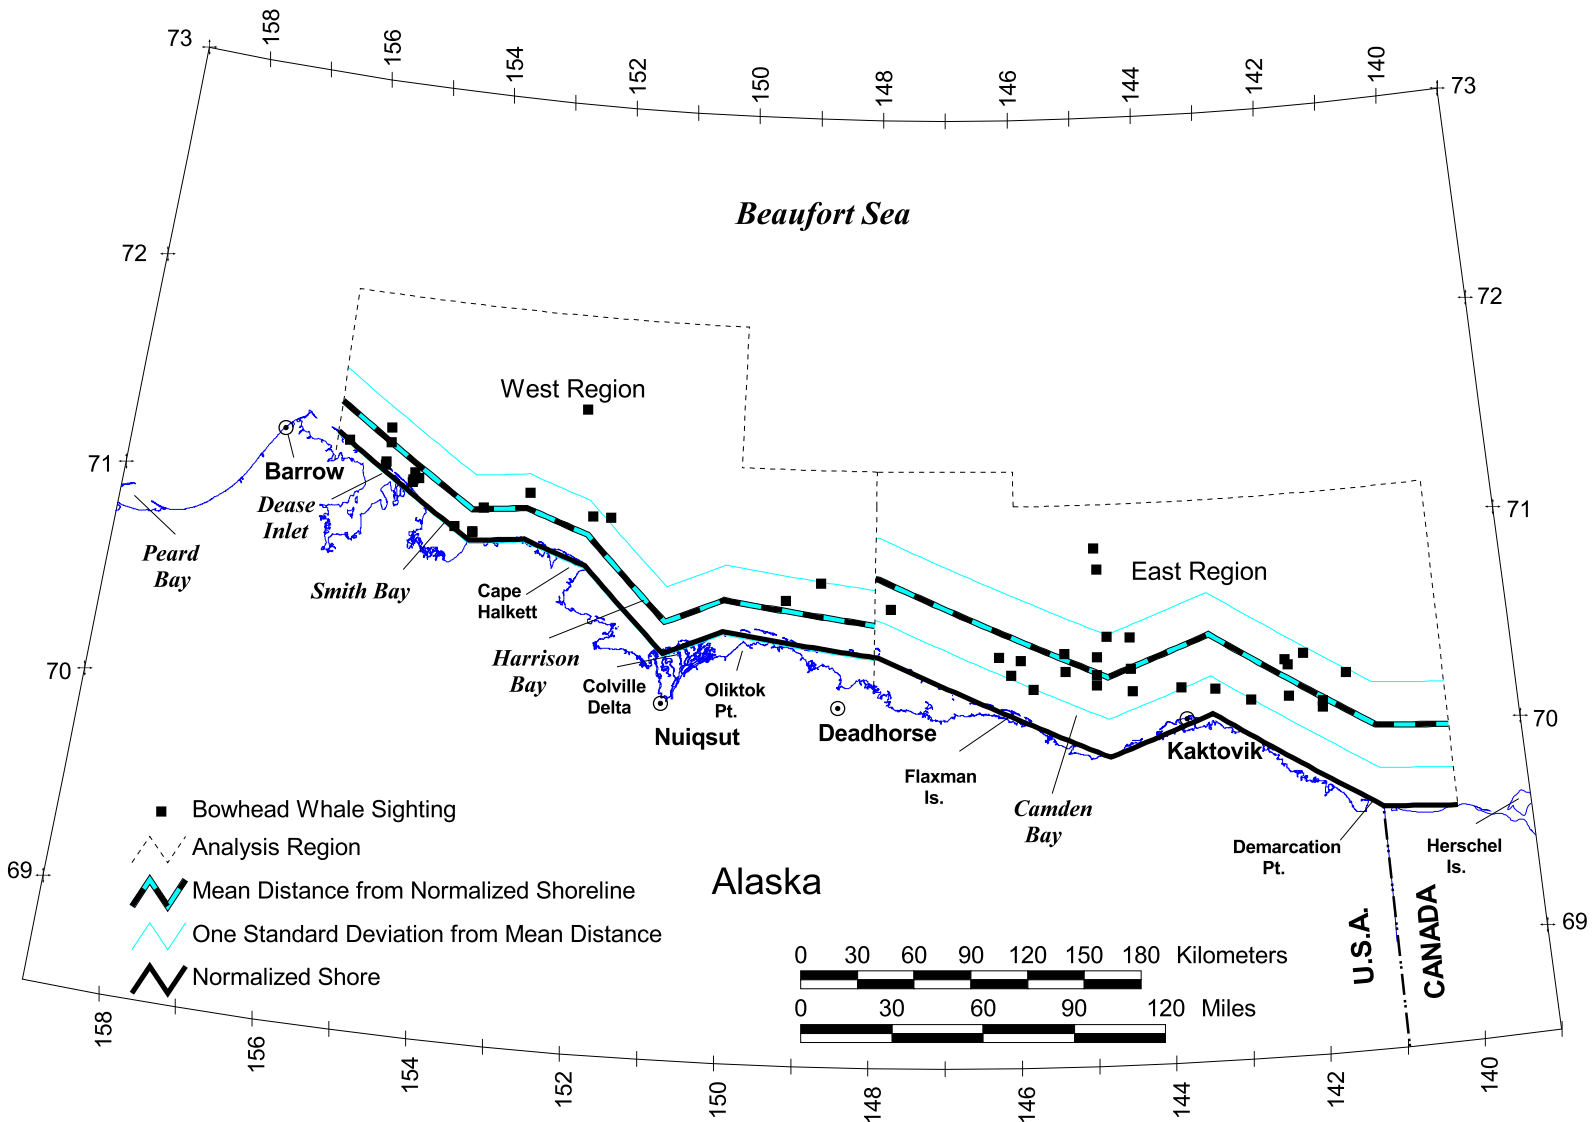 158
156
154
152
150
148
146
144
142
140
73
73
Beaufort Sea
72
72
West Region
71
Barrow
Dease
Inlet
71
Peard
Bay
Smith Bay
Cape
Halkett
East Region
70
Harrison
Bay
Colville
Delta
Oliktok
Pt.
Nuiqsut
Deadhorse
Kaktovik
70
Flaxman
Is.
Camden
Bay
Demarcation
Pt.
Herschel
Is.
69
69
Bowhead Whale Sighting
Analysis Region
Mean Distance from Normalized Shoreline
One Standard Deviation from Mean Distance
Normalized Shore
Alaska
U.S.A.
CANADA
0 30 60 90 120 150 180 Kilometers
0 30 60 90 120 Miles
158
156
154
152
150
148
146
144
142
140